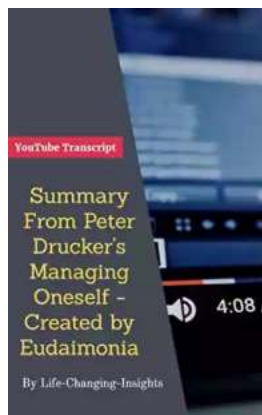 YouTube Transcript
Summary
From Peter
Drucker's
Managing
Oneself -
Created by
Eudaimonia
4:08
By Life-Changing-Insights